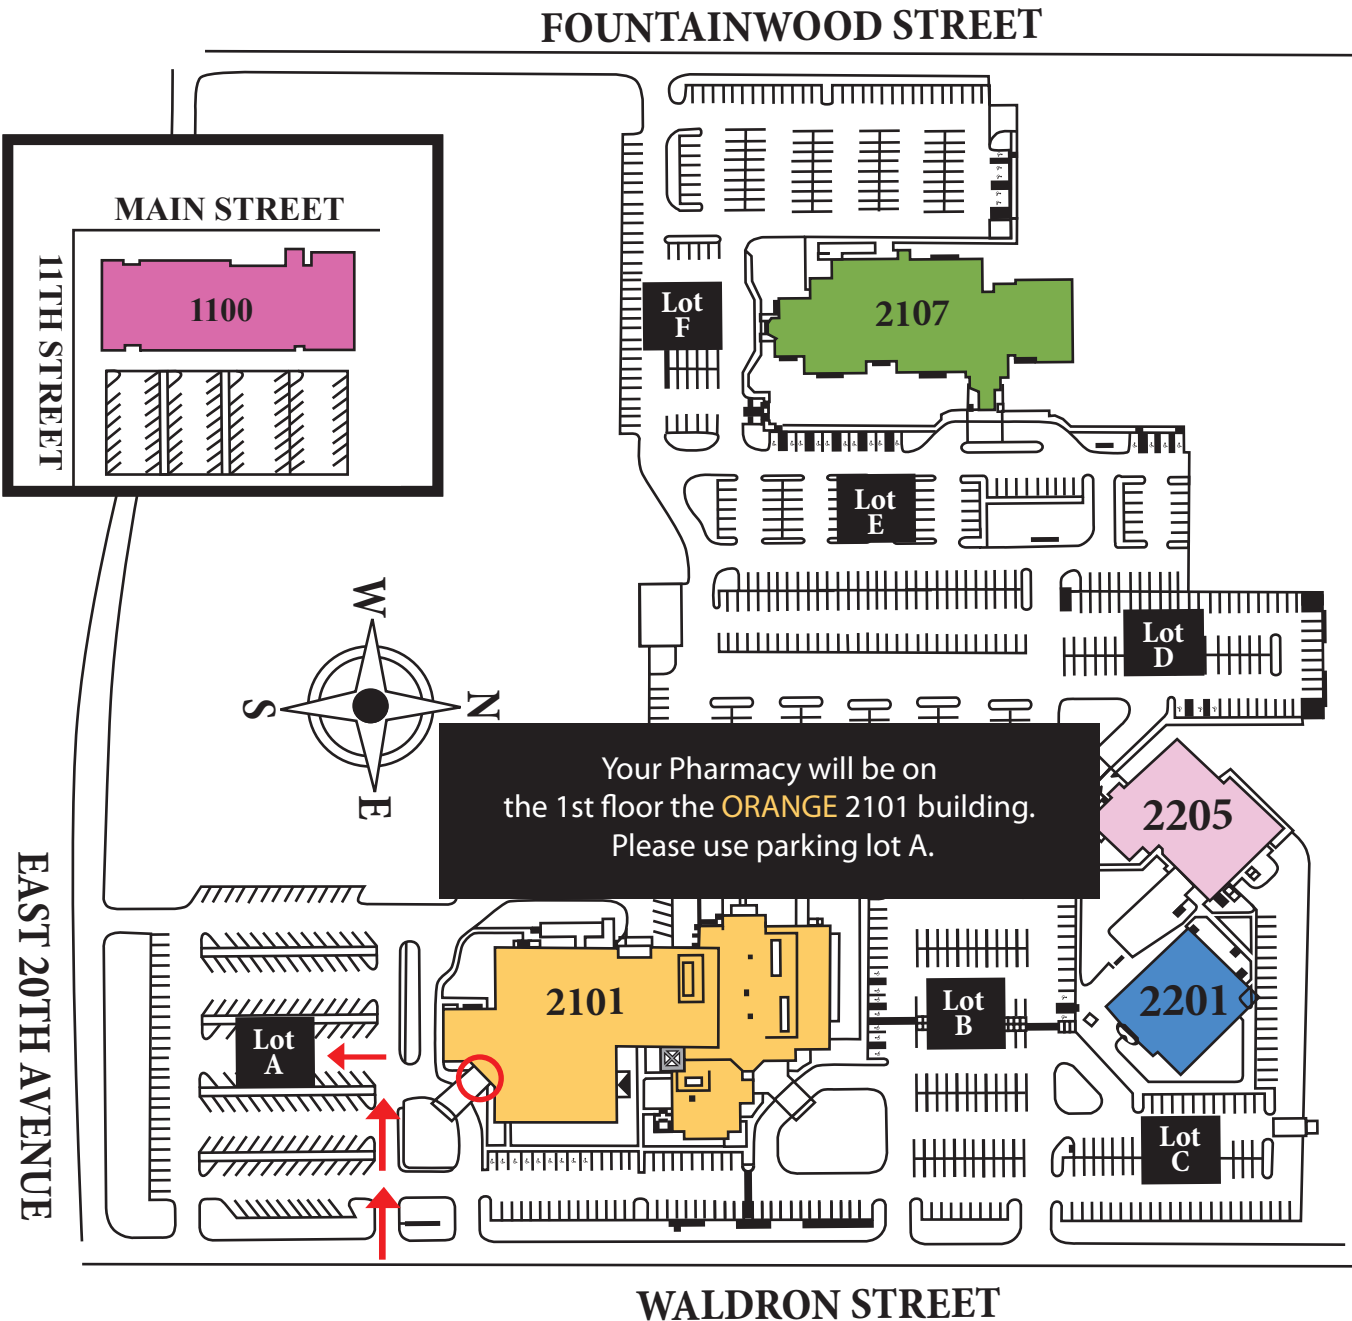 FOUNTAINWOOD STREET
MAIN STREET
11TH STREET
1100
Lot
F
2107
Lot
E
Lot
D
W
S
N
E
Your Pharmacy will be on
the 1st floor the ORANGE 2101 building.
Please use parking lot A.
2205
EAST 20TH AVENUE
2101
Lot
A
Lot
B
2201
Lot
C
WALDRON STREET